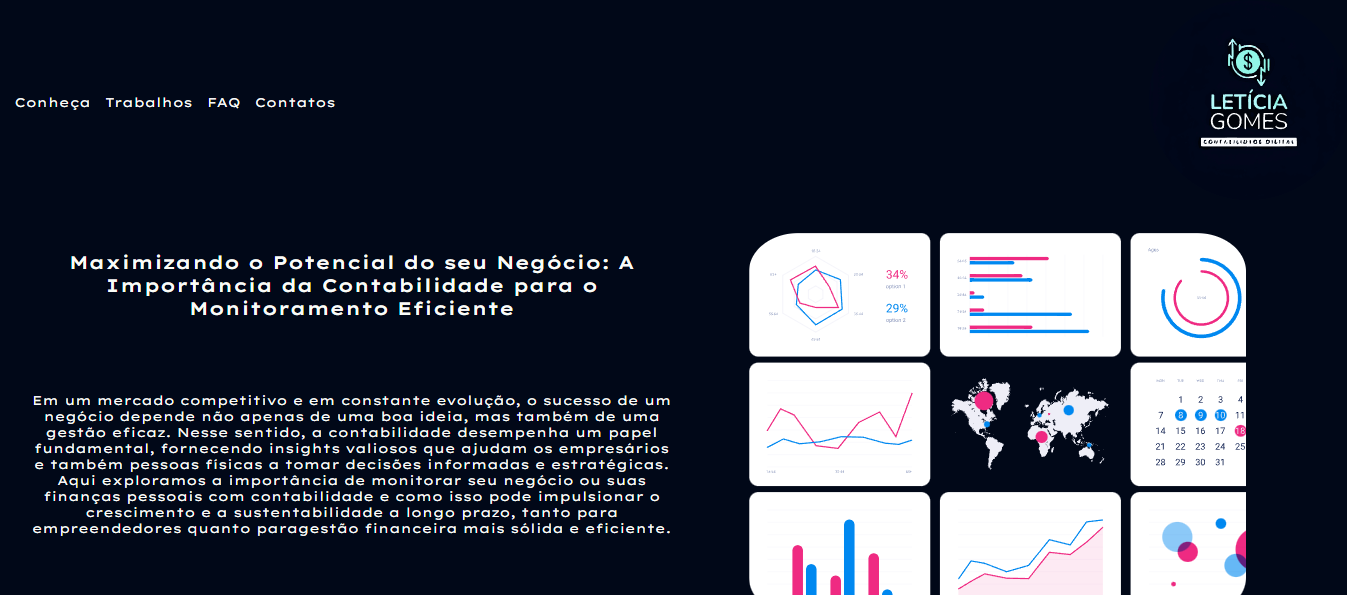 Conheça Trabalhos FAQ Contatos
LETÍCIA
GOMES
CONTABILIDADE DIGITAL
Maximizando o Potencial do seu Negócio: A
Importância da Contabilidade para o
Monitoramento Eficiente
Em um mercado competitivo e em constante evolução, o sucesso de um
negócio depende não apenas de uma boa ideia, mas também de uma
gestão eficaz. Nesse sentido, a contabilidade desempenha um papel
fundamental, fornecendo insights valiosos que ajudam os empresários
e também pessoas físicas a tomar decisões informadas e estratégicas.
Aqui exploramos a importância de monitorar seu negócio ou suas
finanças pessoais com contabilidade e como isso pode impulsionar o
crescimento e a sustentabilidade a longo prazo, tanto para
empreendedores quanto paragestão financeira mais sólida e eficiente.
34%
option 1
29%
option 2
MON TUE WED THU FRI
1 2 3 4
7 8 9 10 11
14 15 16 17 18
21 22 23 24 25
28 29 30 31